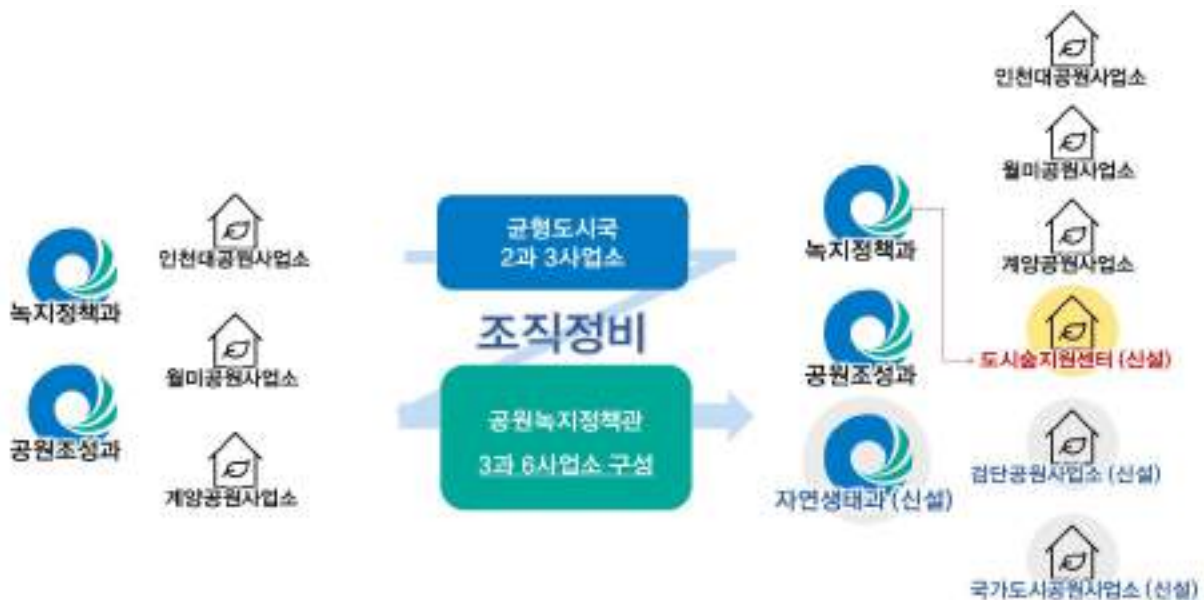 녹지정책과
공원조성과
인천대공원사업소
월미공원사업소
계양공원사업소
균형도시국
2과 3사업소
조직정비
공원녹지정책관
3과 6사업소 구성
녹지정책과
공원조성과
자연생태과 (신설)
인천대공원사업소
월미공원사업소
계양공원사업소
도시숲지원센터 (신설)
검단공원사업소 (신설)
국가도시공원사업소 (신설)